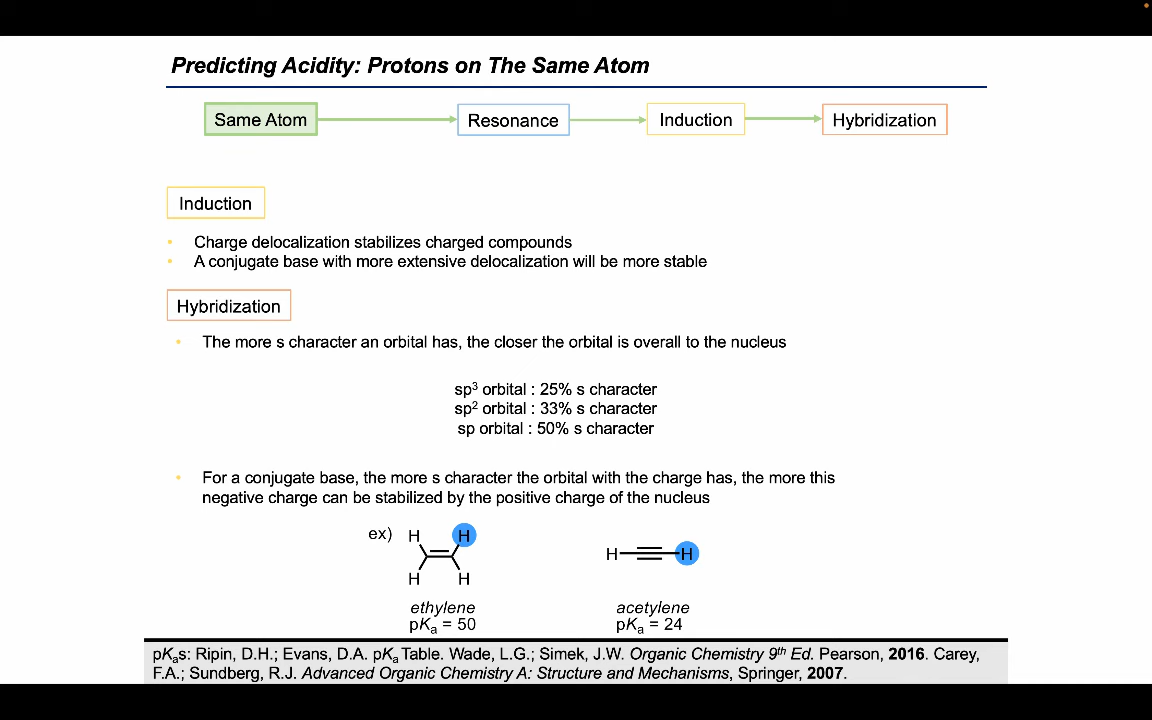 Predicting Acidity: Protons on The Same Atom
Same Atom
Resonance
Induction
Hybridization
Induction
• Charge delocalization stabilizes charged compounds
• A conjugate base with more extensive delocalization will be more stable
Hybridization
• The more s character an orbital has, the closer the orbital is overall to the nucleus
sp³ orbital : 25% s character
sp² orbital : 33% s character
sp orbital : 50% s character
• For a conjugate base, the more s character the orbital with the charge has, the more this
negative charge can be stabilized by the positive charge of the nucleus
ex) H H
H H
H H
ethylene
pKa = 50
acetylene
pKa = 24
pKas: Ripin, D.H.; Evans, D.A. pKa Table. Wade, L.G.; Simek, J.W. Organic Chemistry 9th Ed. Pearson, 2016. Carey,
F.A.; Sundberg, R.J. Advanced Organic Chemistry A: Structure and Mechanisms, Springer, 2007.